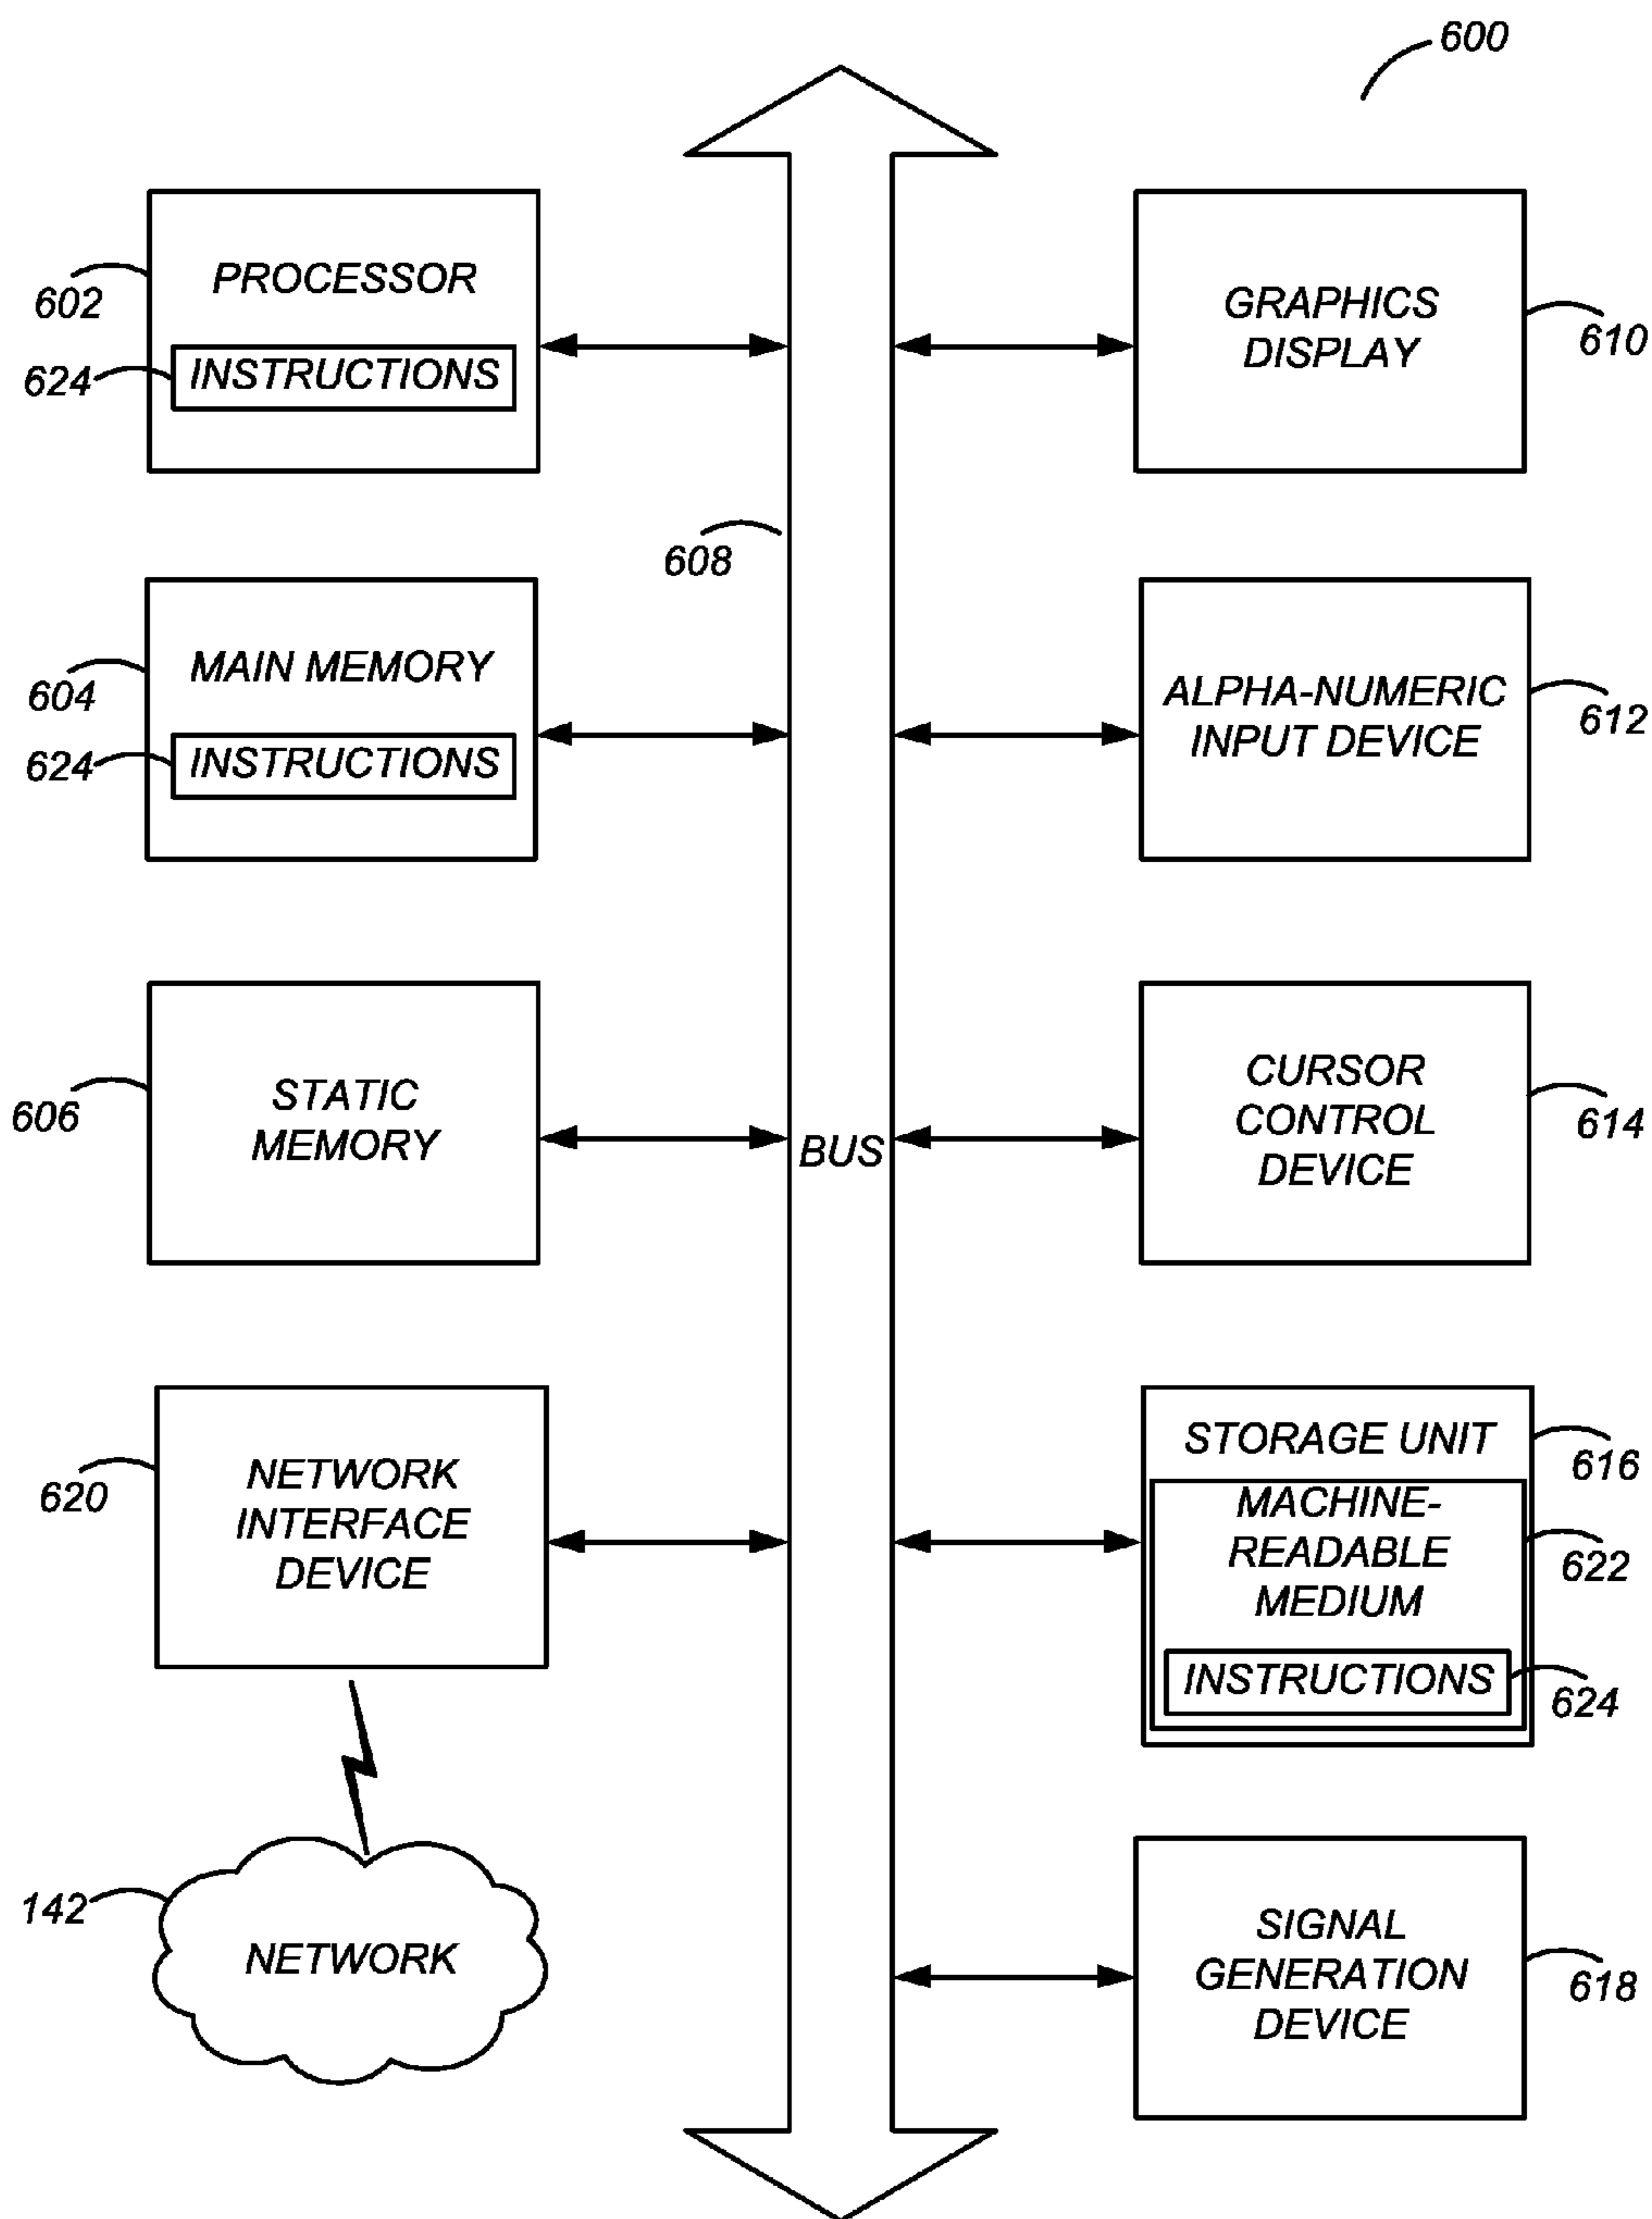 600
PROCESSOR
602
624
INSTRUCTIONS
GRAPHICS
DISPLAY
610
608
MAIN MEMORY
604
624
INSTRUCTIONS
ALPHA-NUMERIC
INPUT DEVICE
612
STATIC
MEMORY
606
BUS
CURSOR
CONTROL
DEVICE
614
NETWORK
INTERFACE
DEVICE
620
STORAGE UNIT
616
MACHINE-
READABLE
MEDIUM
622
INSTRUCTIONS
624
142
NETWORK
SIGNAL
GENERATION
DEVICE
618